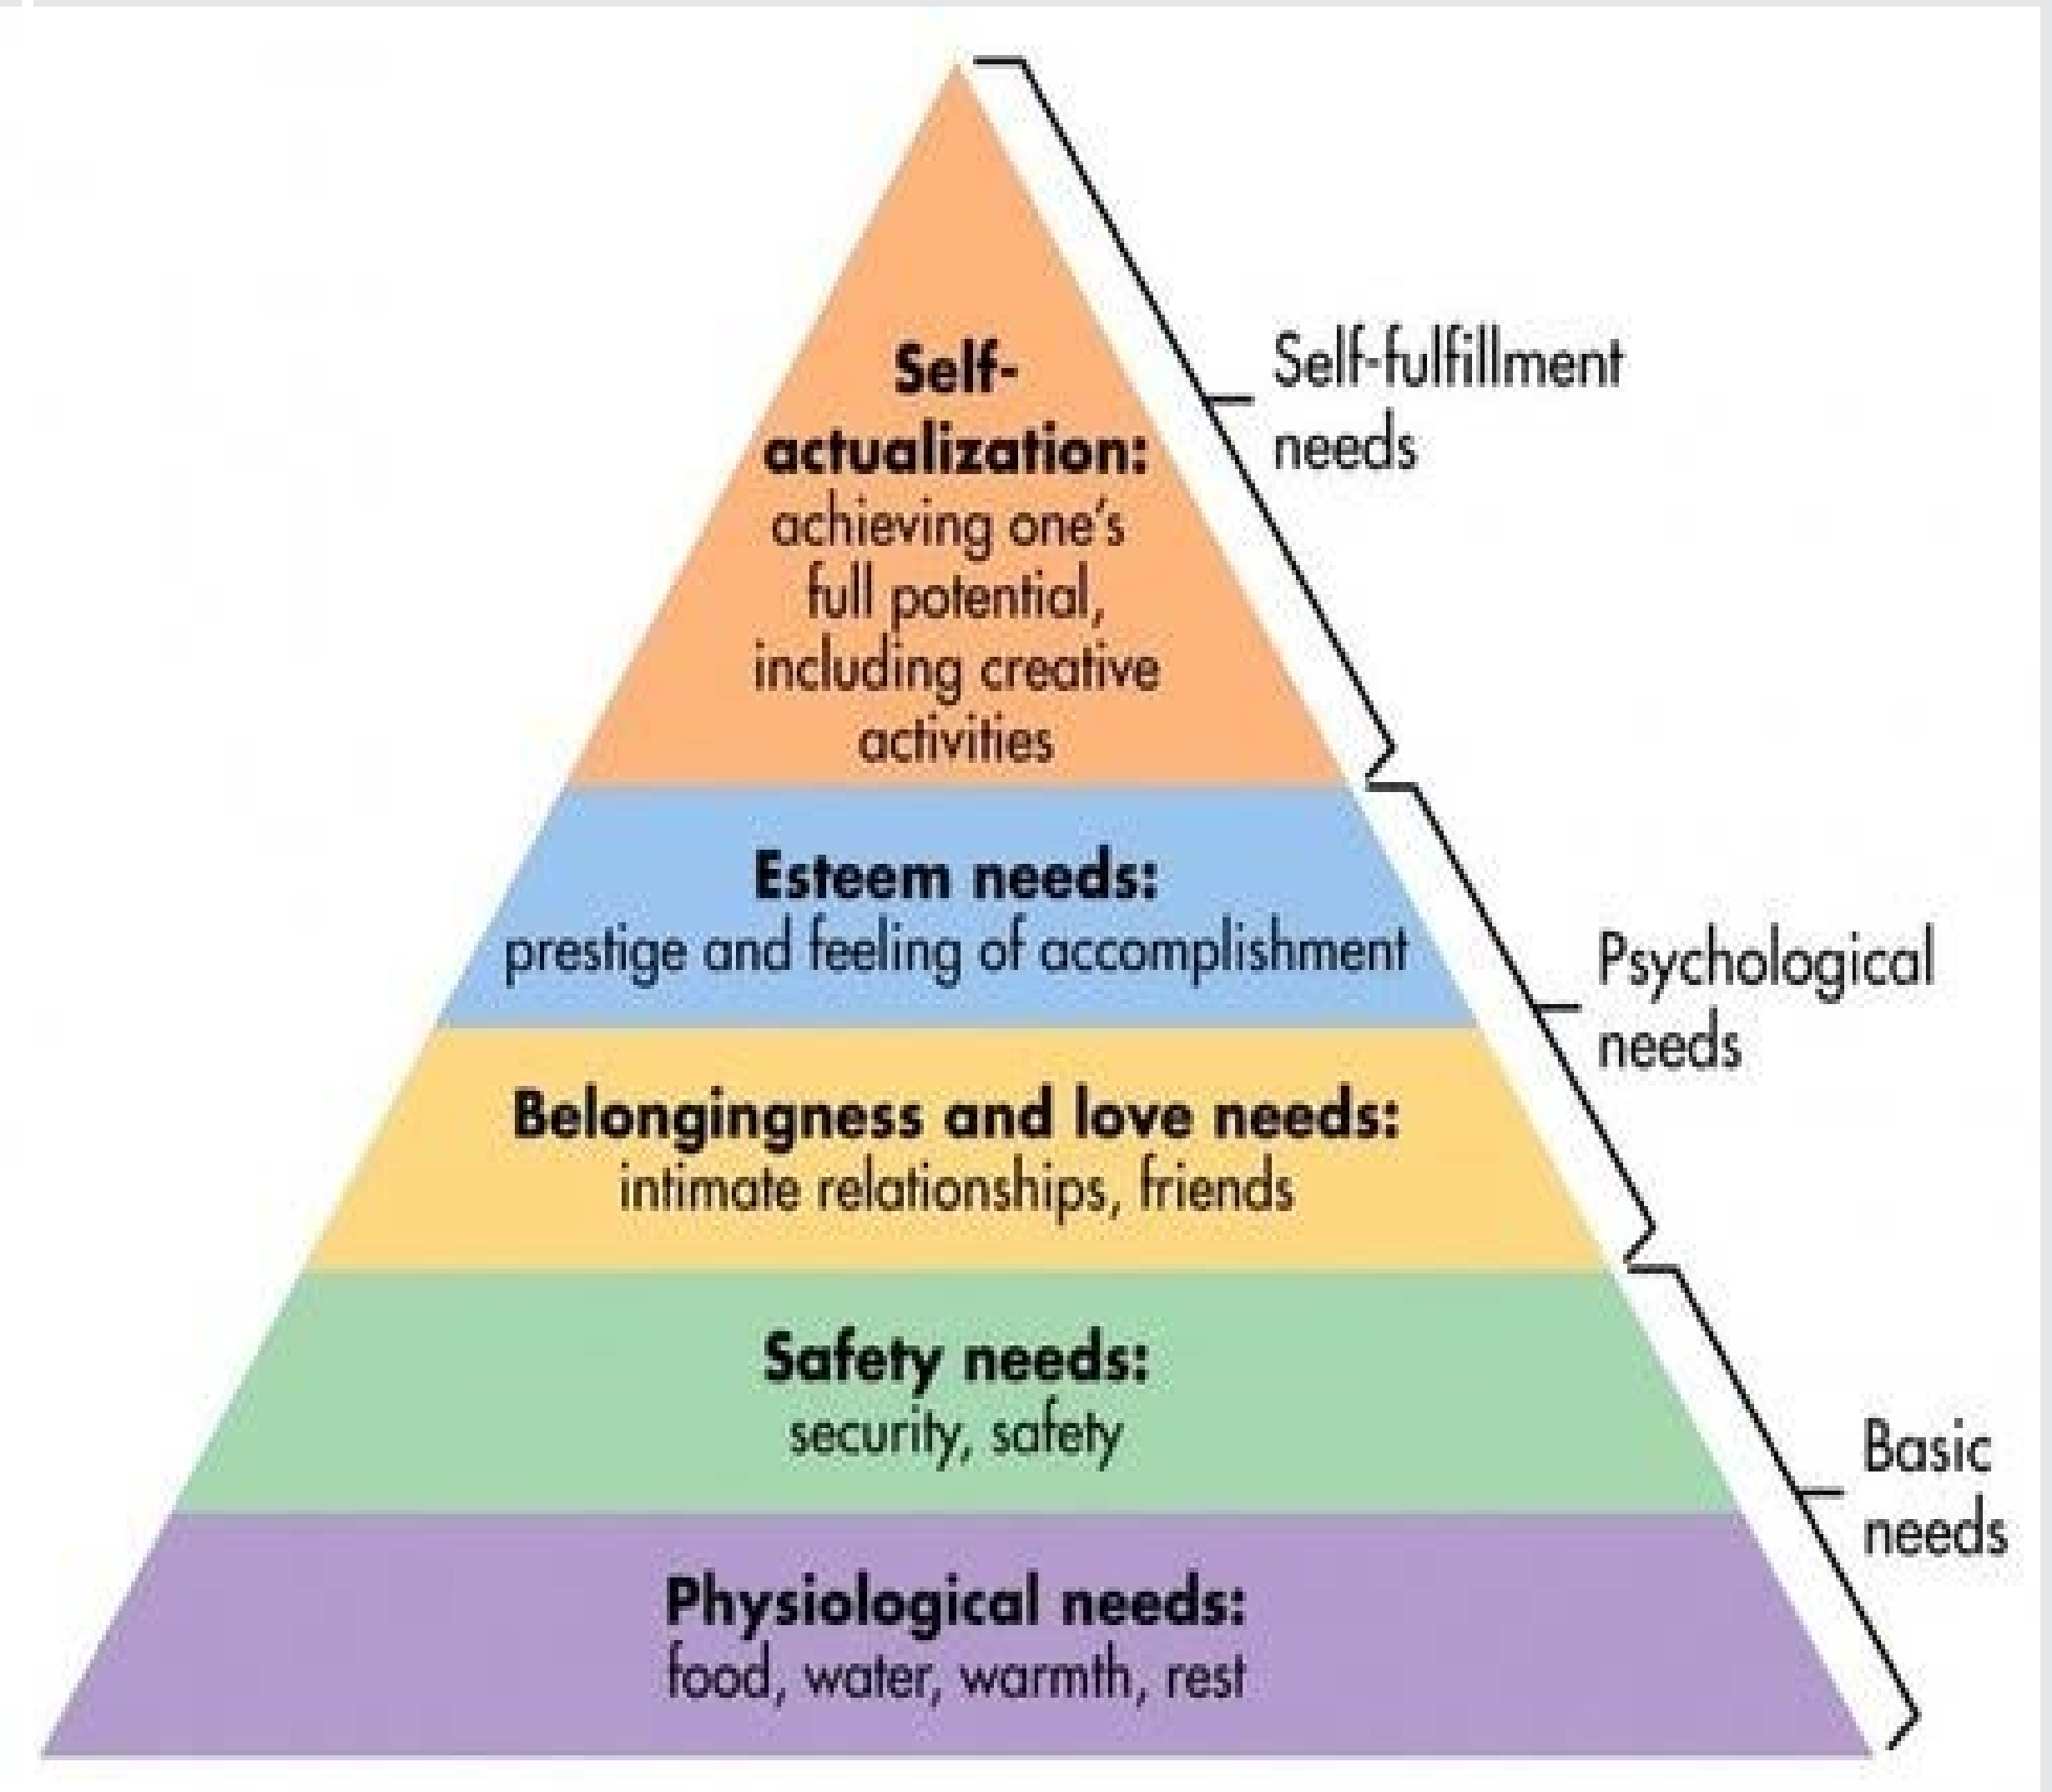 Self-
actualization:
achieving one's
full potential,
including creative
activities
Self-fulfillment
needs
Esteem needs:
prestige and feeling of accomplishment
Psychological
needs
Belongingness and love needs:
intimate relationships, friends
Safety needs:
security, safety
Basic
needs
Physiological needs:
food, water, warmth, rest